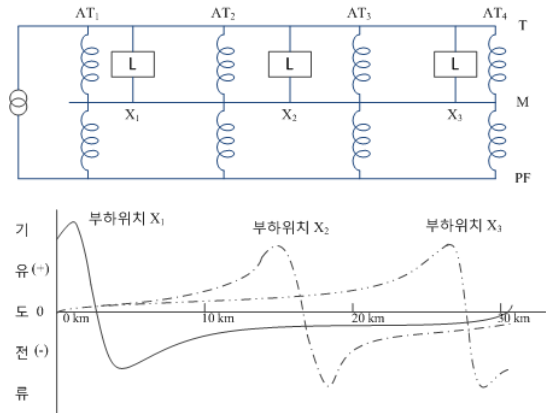 AT1 AT2 AT3 AT4
T
L L L
M
X1 X2 X3
PF
부하위치 X1
부하위치 X2
부하위치 X3
기
유 (+)
도 0
전 (-)
류
0 km 10 km 20 km 30 km